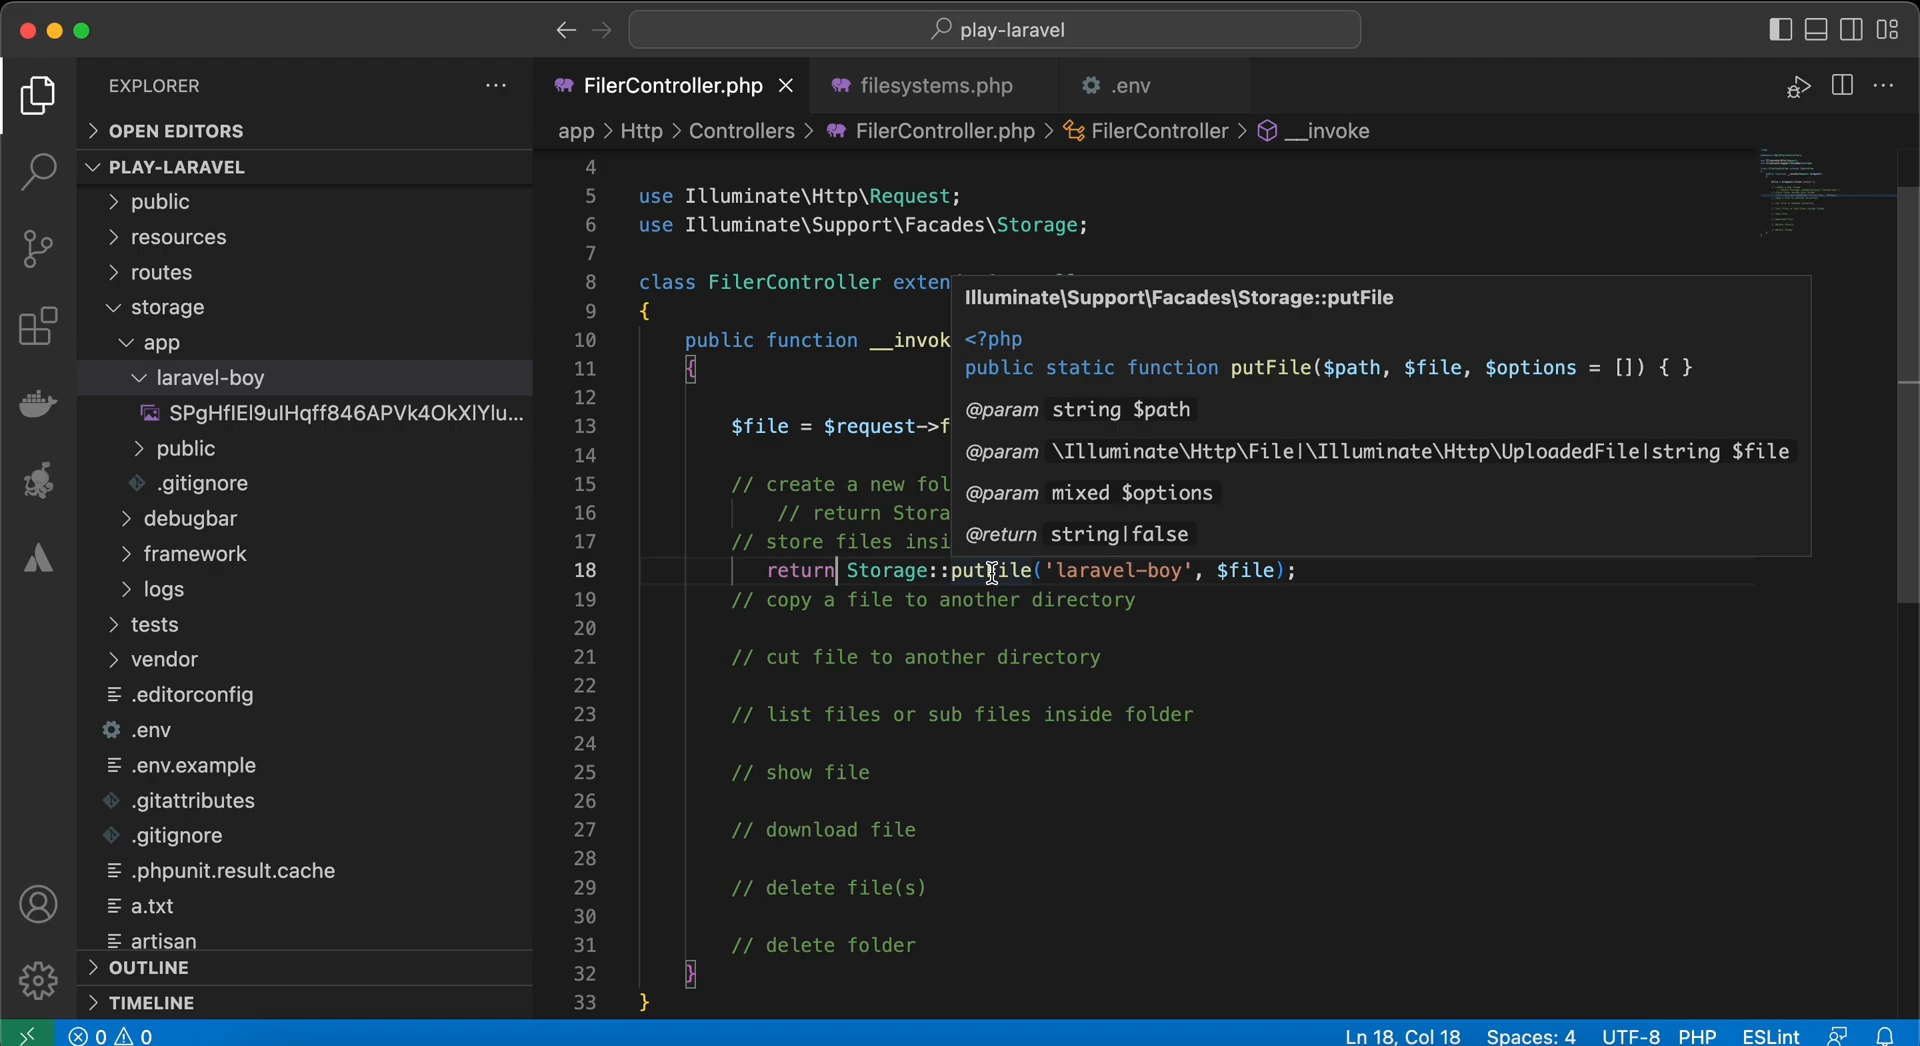 play-laravel
EXPLORER
OPEN EDITORS
PLAY-LARAVEL
public
resources
routes
storage
app
laravel-boy
public
.gitignore
debugbar
framework
logs
tests
vendor
.editorconfig
.env
.env.example
.gitattributes
.gitignore
.phpunit.result.cache
a.txt
artisan
OUTLINE
TIMELINE
FilerController.php
filesystems.php
.env
app > Http > Controllers > FilerController.php > FilerController > __invoke
4
5 use Illuminate\Http\Request;
6 use Illuminate\Support\Facades\Storage;
7
8 class FilerController exten
9 {
10 public function __invok
11 {
12
13 $file = $request->f
14
15 // create a new fol
16 // return Stora
17 // store files insi
18 return Storage::putFile('laravel-boy', $file);
19 // copy a file to another directory
20
21 // cut file to another directory
22
23 // list files or sub files inside folder
24
25 // show file
26
27 // download file
28
29 // delete file(s)
30
31 // delete folder
32 }
33 }
Illuminate\Support\Facades\Storage::putFile
<?php
public static function putFile($path, $file, $options = []) { }
@param string $path
@param \Illuminate\Http\File|\Illuminate\Http\UploadedFile|string $file
@param mixed $options
@return string|false
0 0
Ln 18, Col 18 Spaces: 4 UTF-8 PHP ESLint